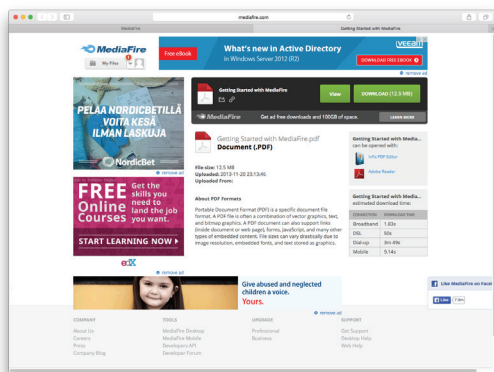 mediafire.com
MediaFire
Getting Started with MediaFire
MediaFire
My Files
1
Free eBook
What's new in Active Directory
in Windows Server 2012 (R2)
veeam
DOWNLOAD FREE EBOOK
remove ad
PELAA NORDICBETILLÄ
VOITA KESÄ
ILMAN LASKUJA
NordicBet
remove ad
Getting Started with MediaFire
View
DOWNLOAD (12.5 MB)
MediaFire
Get ad free downloads and 100GB of space.
LEARN MORE
Getting Started with MediaFire.pdf
Document (.PDF)
File size: 12.5 MB
Uploaded: 2013-11-20 23:13:46
Uploaded From:
About PDF Formats
Portable Document Format (PDF) is a specific document file
format. A PDF file is often a combination of vector graphics, text,
and bitmap graphics. A PDF document can also support links
(inside document or web page), forms, JavaScript, and many other
types of embedded content. File sizes can vary drastically due to
image resolution, embedded fonts, and text stored as graphics.
Getting Started with Media...
can be opened with:
Infix PDF Editor
Adobe Reader
Getting Started with Media...
estimated download time:
CONNECTION DOWNLOAD TIME
Broadband 1.83s
DSL 50s
Dial-up 3m 49s
Mobile 9.14s
FREE
Online
Courses
Get the
skills you
need to
land the job
you want.
START LEARNING NOW
edX
remove ad
Give abused and neglected
children a voice.
Yours.
remove ad
Like MediaFire on Face
Like
COMPANY
About Us
Careers
Press
Company Blog
TOOLS
MediaFire Desktop
MediaFire Mobile
Developers API
Developer Forum
UPGRADE
Professional
Business
SUPPORT
Get Support
Desktop Help
Web Help